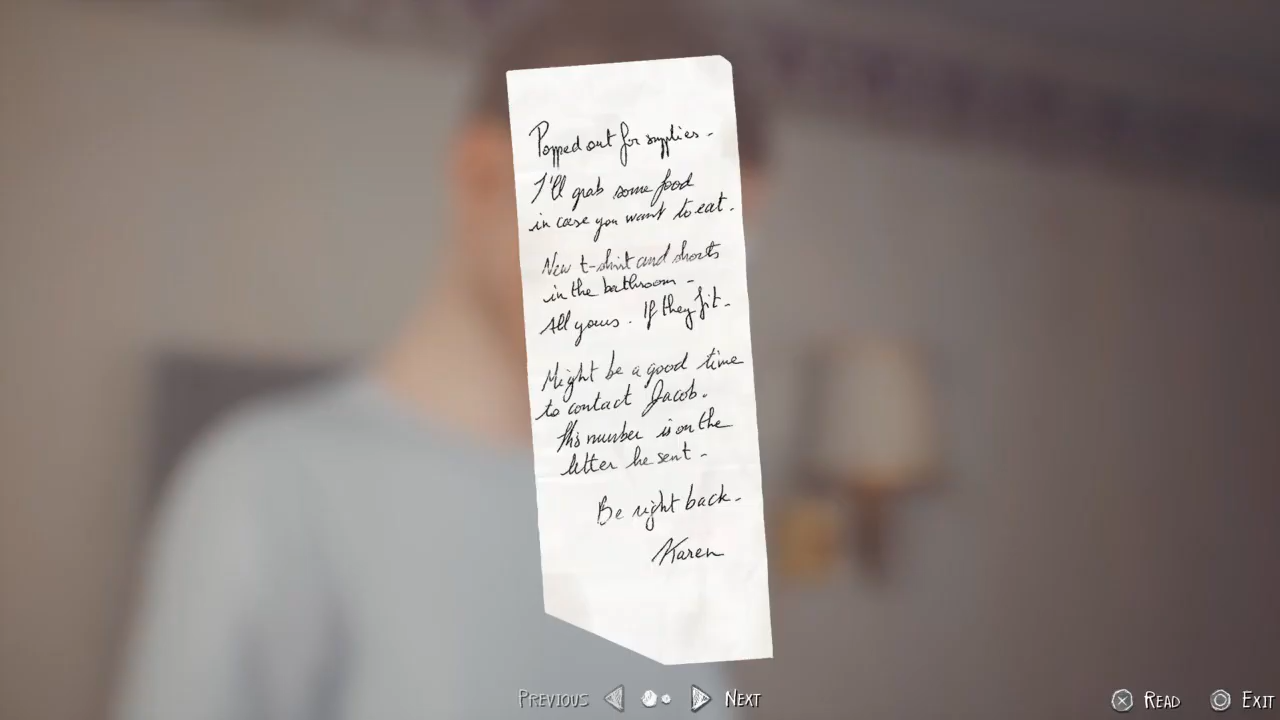 Popped out for supplies -
I'll grab some food
in case you want to eat.
New t-shirt and shorts
in the bathroom -
All yours. If they fit -
Might be a good time
to contact Jacob.
His number is on the
letter he sent -
Be right back -
Karen
PREVIOUS NEXT READ EXIT